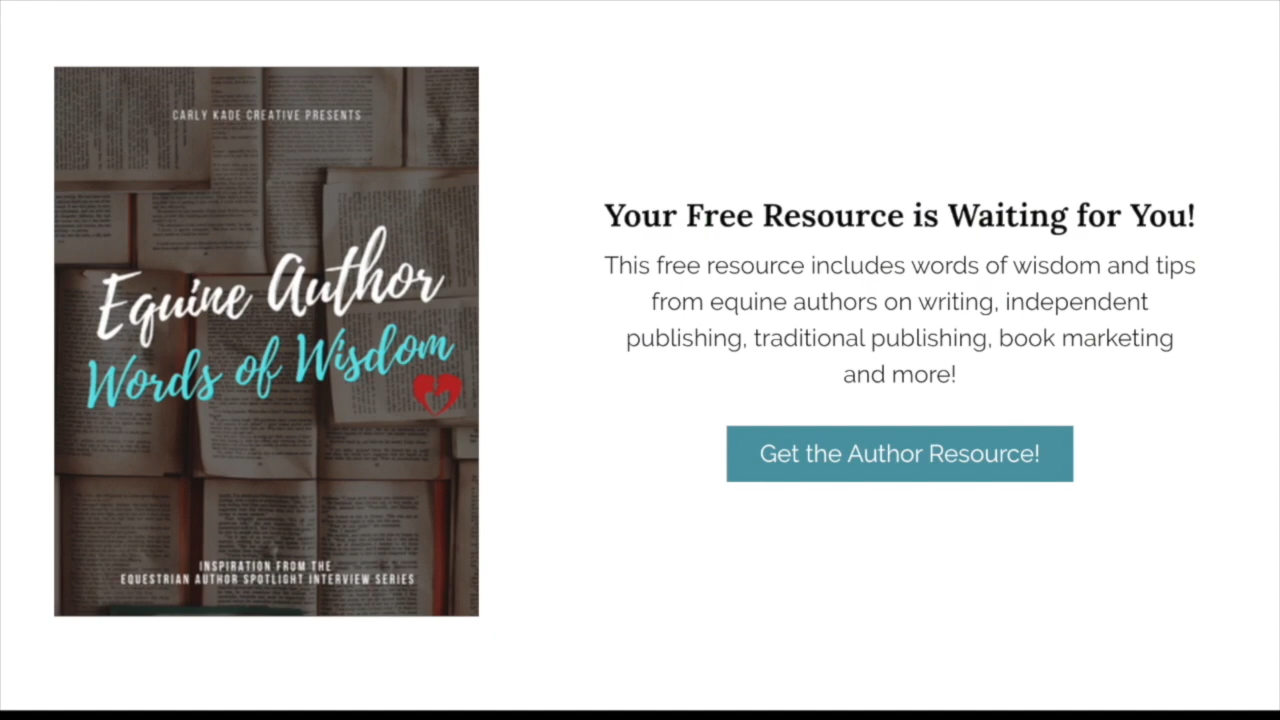 CARLY KADE CREATIVE PRESENTS
Equine Author
Words of Wisdom
INSPIRATION FROM THE
EQUESTRIAN AUTHOR SPOTLIGHT INTERVIEW SERIES
Your Free Resource is Waiting for You!
This free resource includes words of wisdom and tips
from equine authors on writing, independent
publishing, traditional publishing, book marketing
and more!
Get the Author Resource!